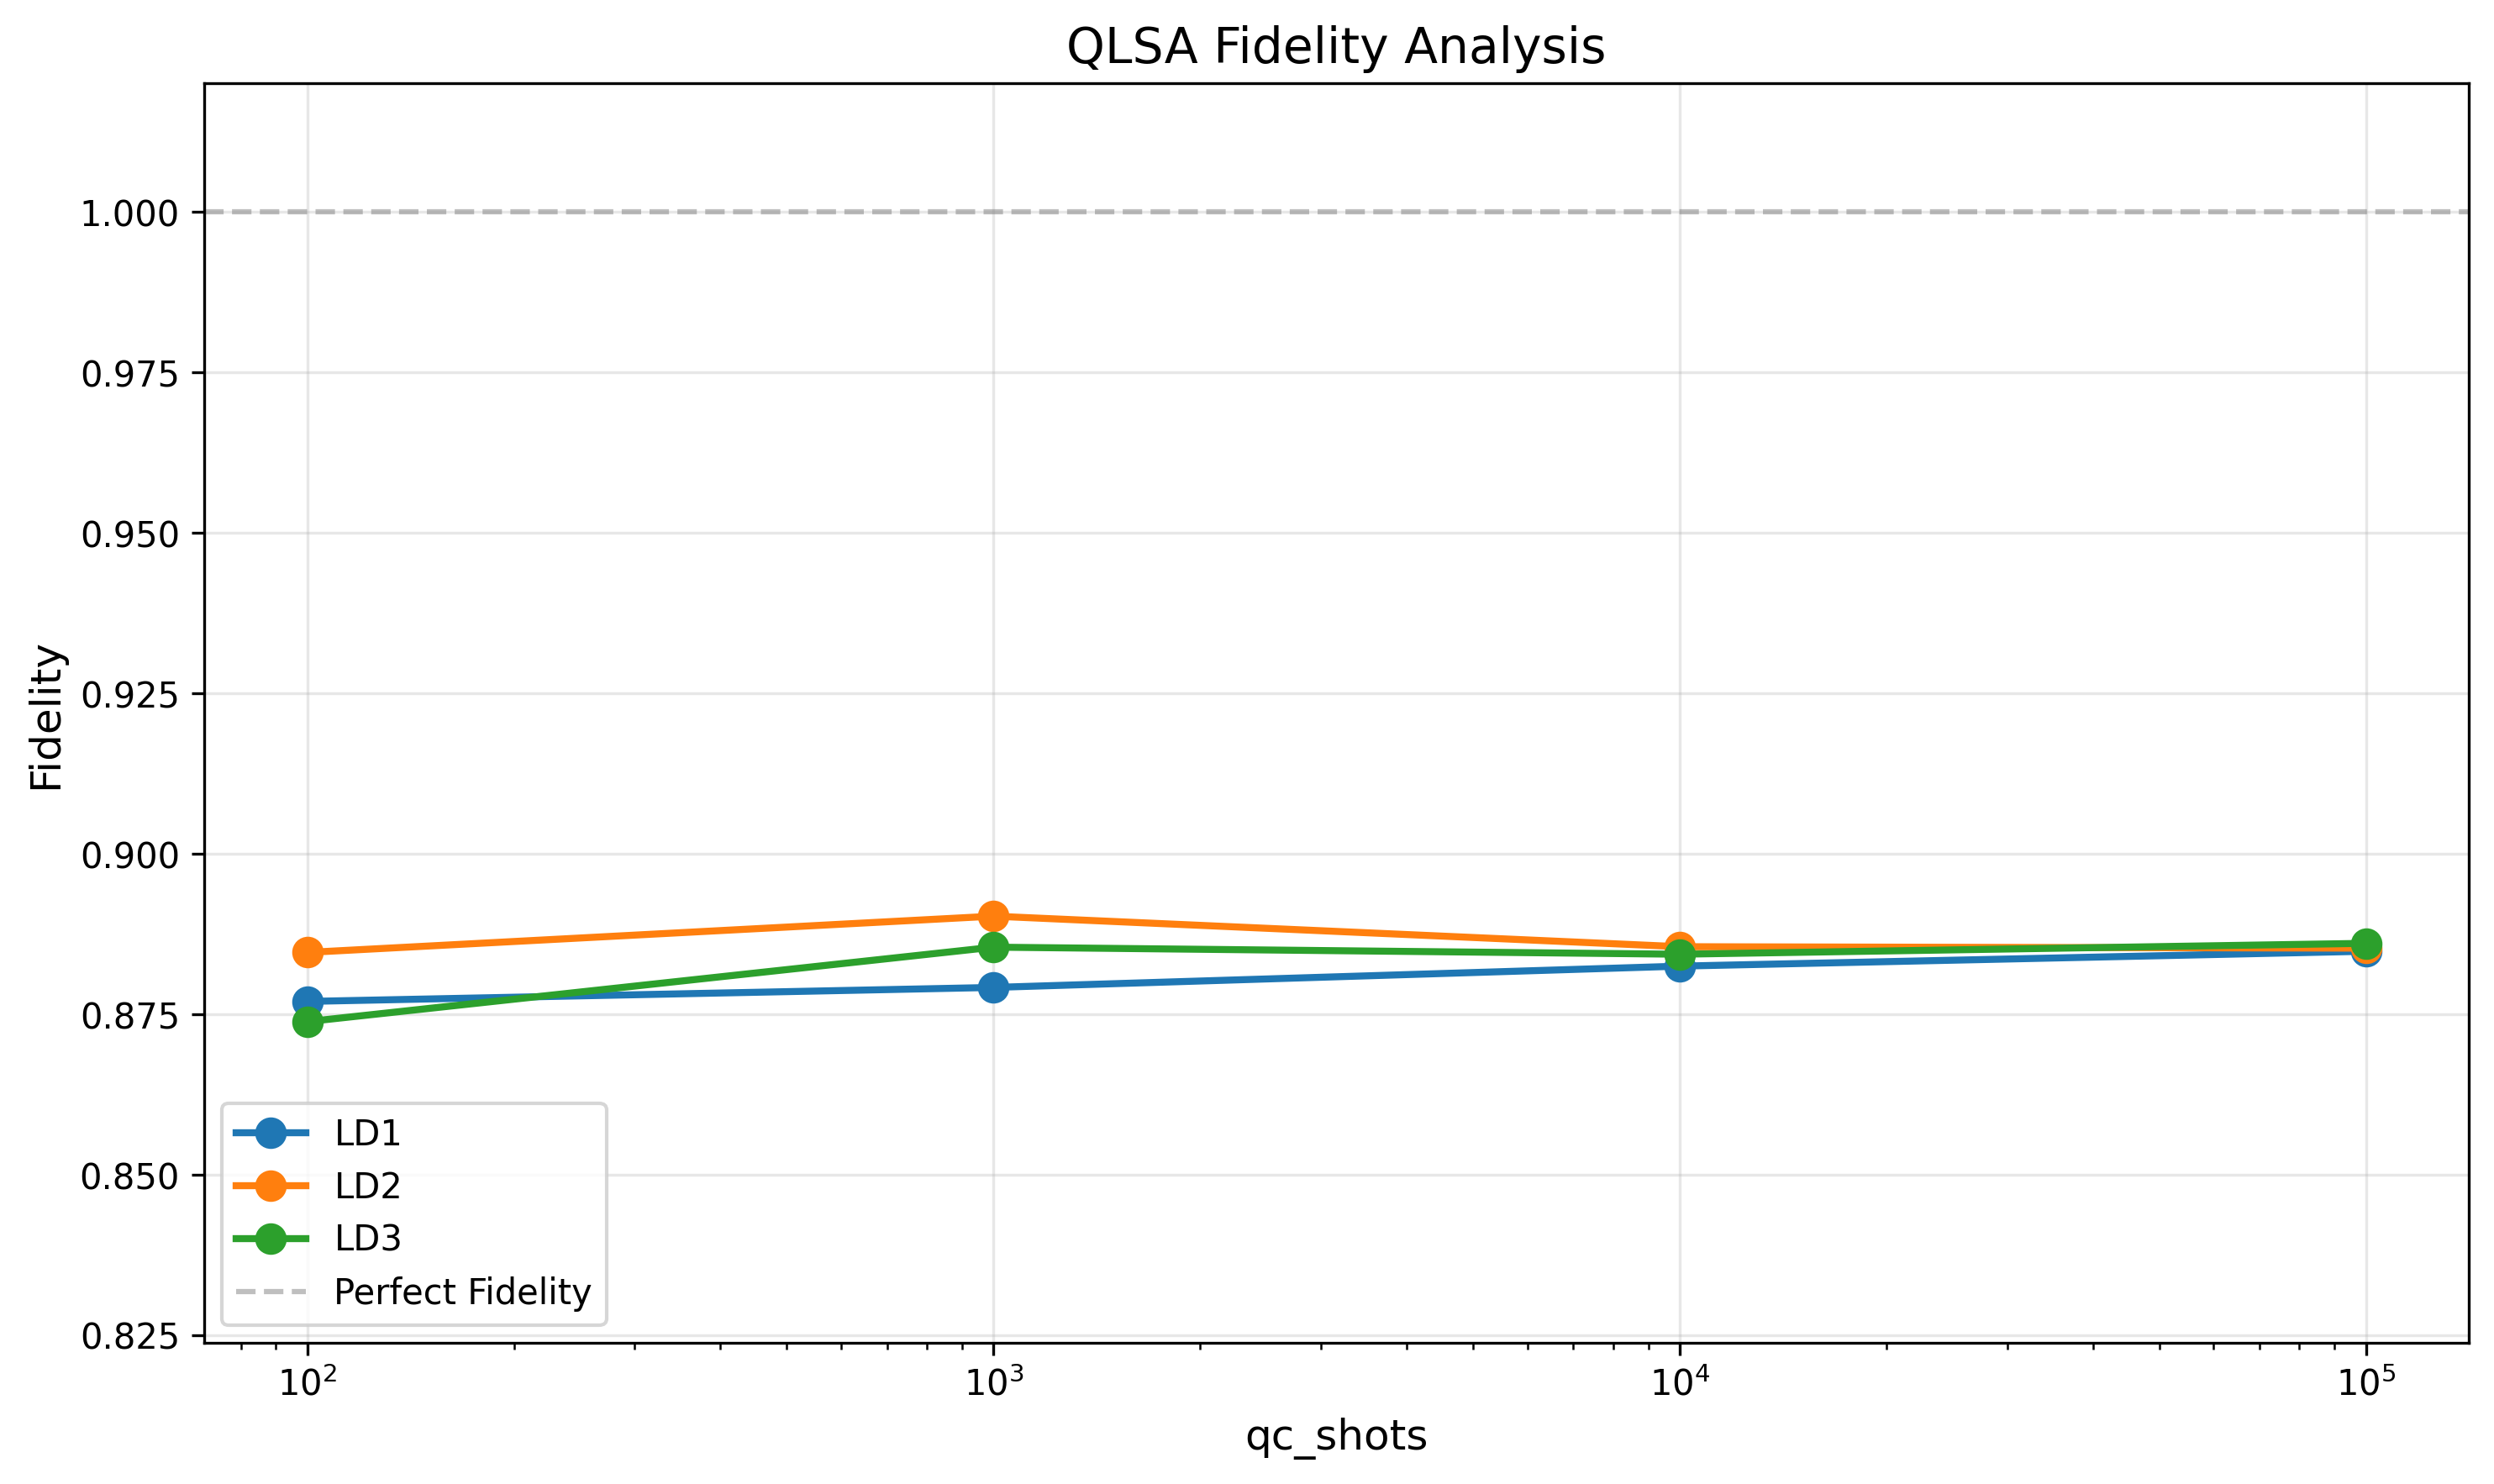 QLSA Fidelity Analysis
Fidelity
1.000
0.975
0.950
0.925
0.900
0.875
0.850
0.825
LD1
LD2
LD3
Perfect Fidelity
10² 10³ 10⁴ 10⁵
qc_shots